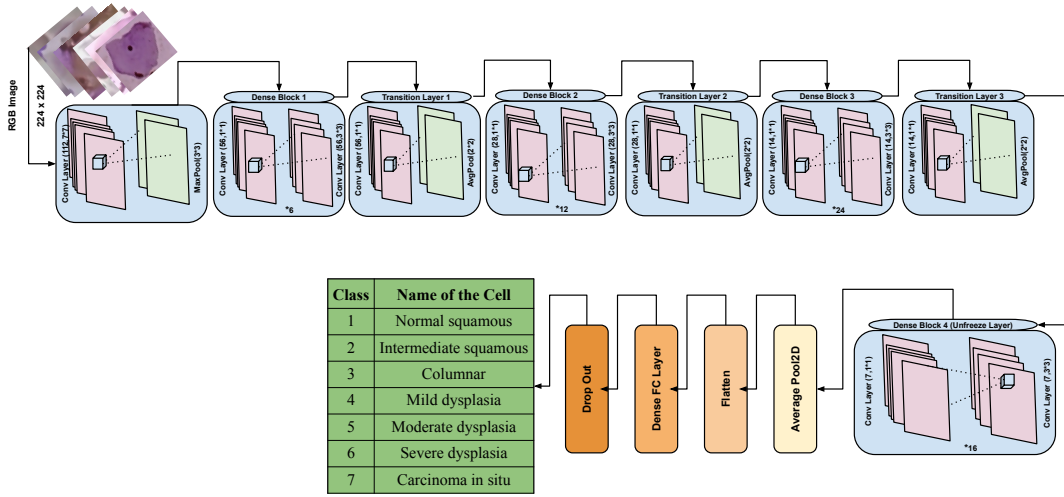 RGB Image
224 x 224
Conv Layer (112,7*7)
MaxPool(3*3)
Dense Block 1
Conv Layer (56,1*1)
Conv Layer (56,3*3)
*6
Transition Layer 1
Conv Layer (56,1*1)
AvgPool(2*2)
Dense Block 2
Conv Layer (28,1*1)
Conv Layer (28,3*3)
*12
Transition Layer 2
Conv Layer (28,1*1)
AvgPool(2*2)
Dense Block 3
Conv Layer (14,1*1)
Conv Layer (14,3*3)
*24
Transition Layer 3
Conv Layer (14,1*1)
AvgPool(2*2)
Dense Block 4 (Unfreeze Layer)
Conv Layer (7,1*1)
Conv Layer (7,3*3)
*16
Average Pool2D
Flatten
Dense FC Layer
Drop Out
Class Name of the Cell
1 Normal squamous
2 Intermediate squamous
3 Columnar
4 Mild dysplasia
5 Moderate dysplasia
6 Severe dysplasia
7 Carcinoma in situ